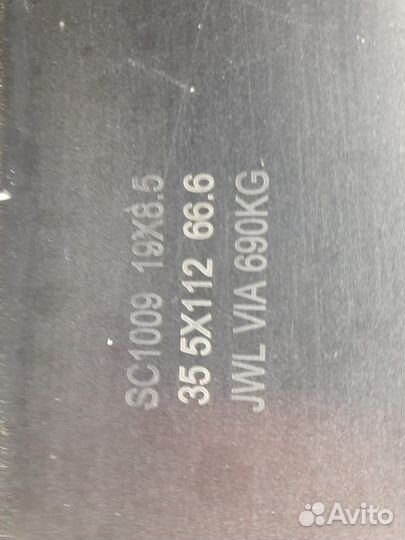 SC1009 19X8.5
35 5X112 66.6
JWL VIA 690KG
Avito